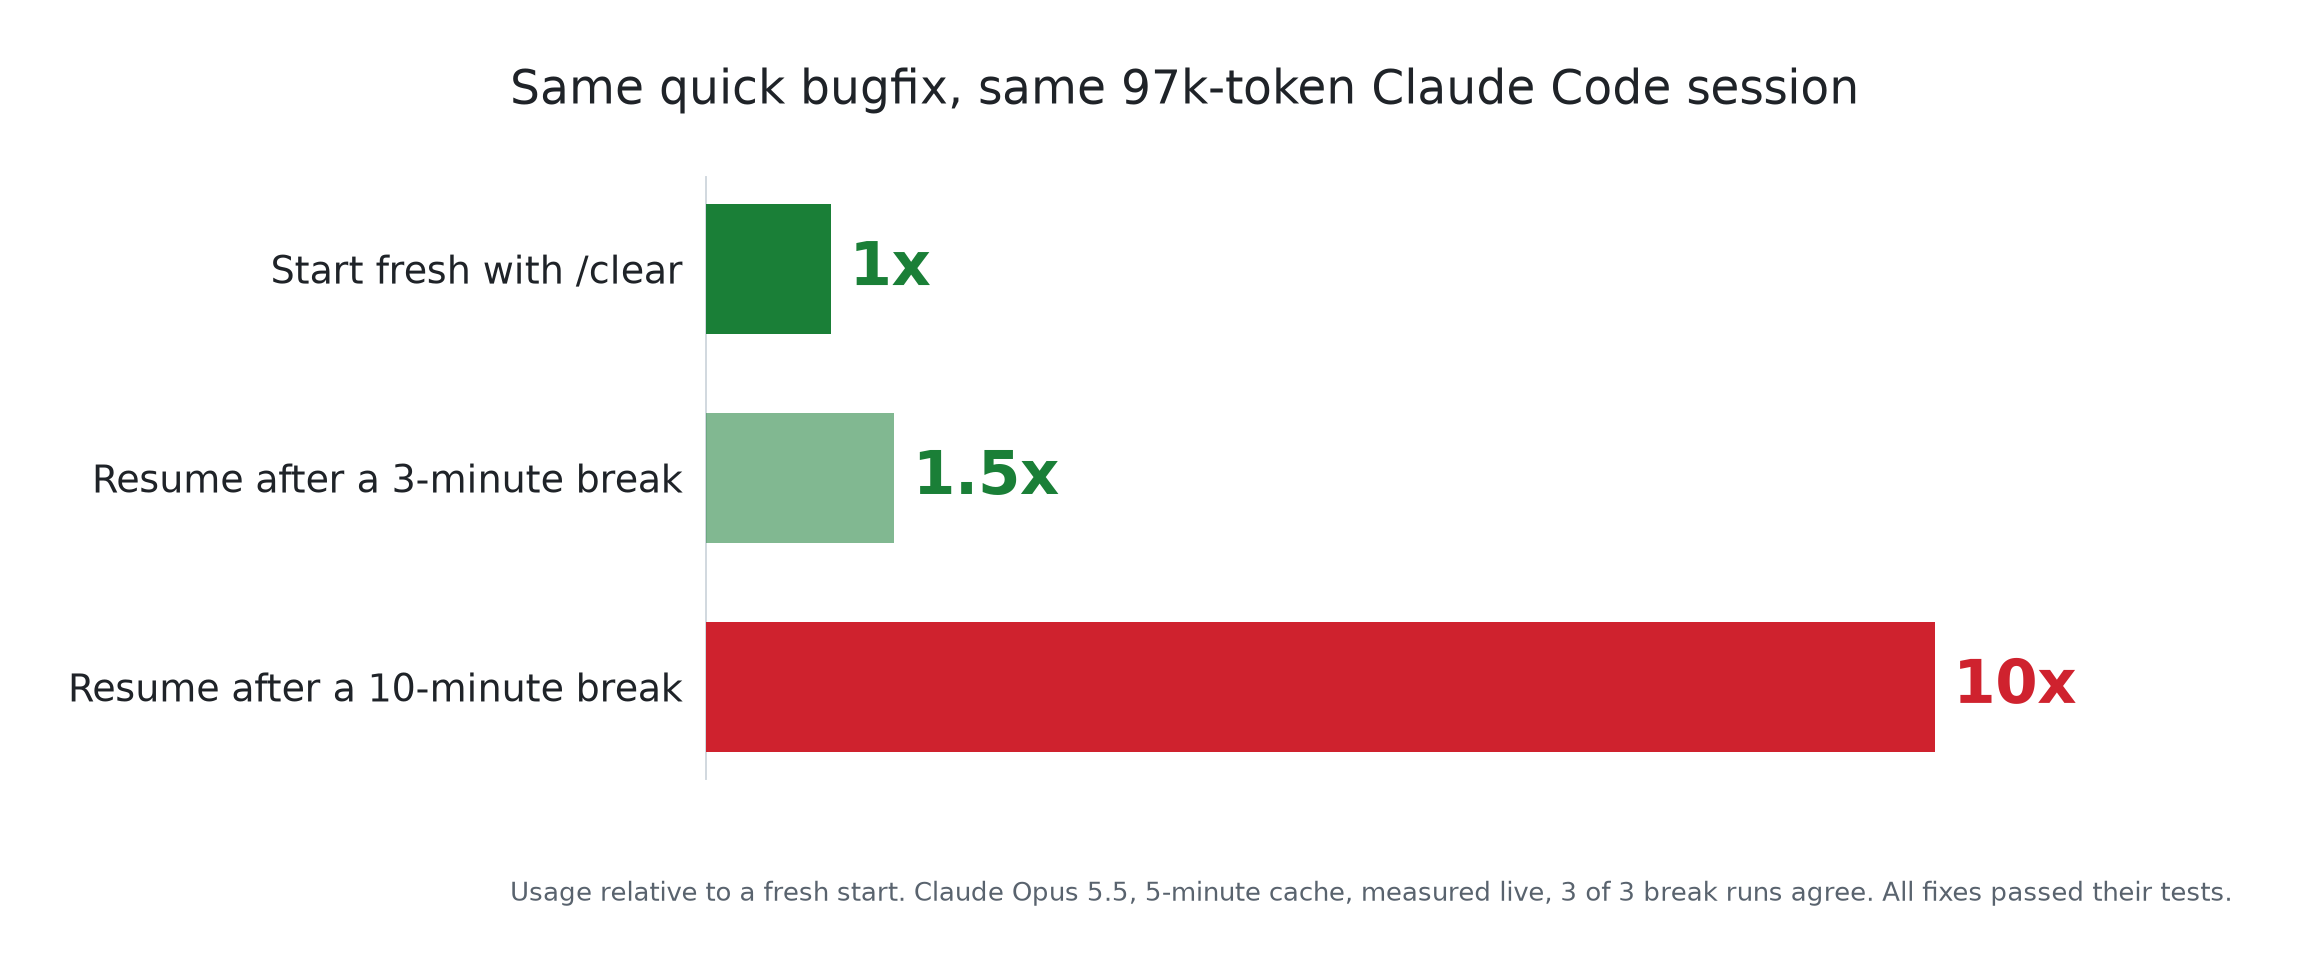 Same quick bugfix, same 97k-token Claude Code session
Start fresh with /clear
1x
Resume after a 3-minute break
1.5x
Resume after a 10-minute break
10x
Usage relative to a fresh start. Claude Opus 5.5, 5-minute cache, measured live, 3 of 3 break runs agree. All fixes passed their tests.